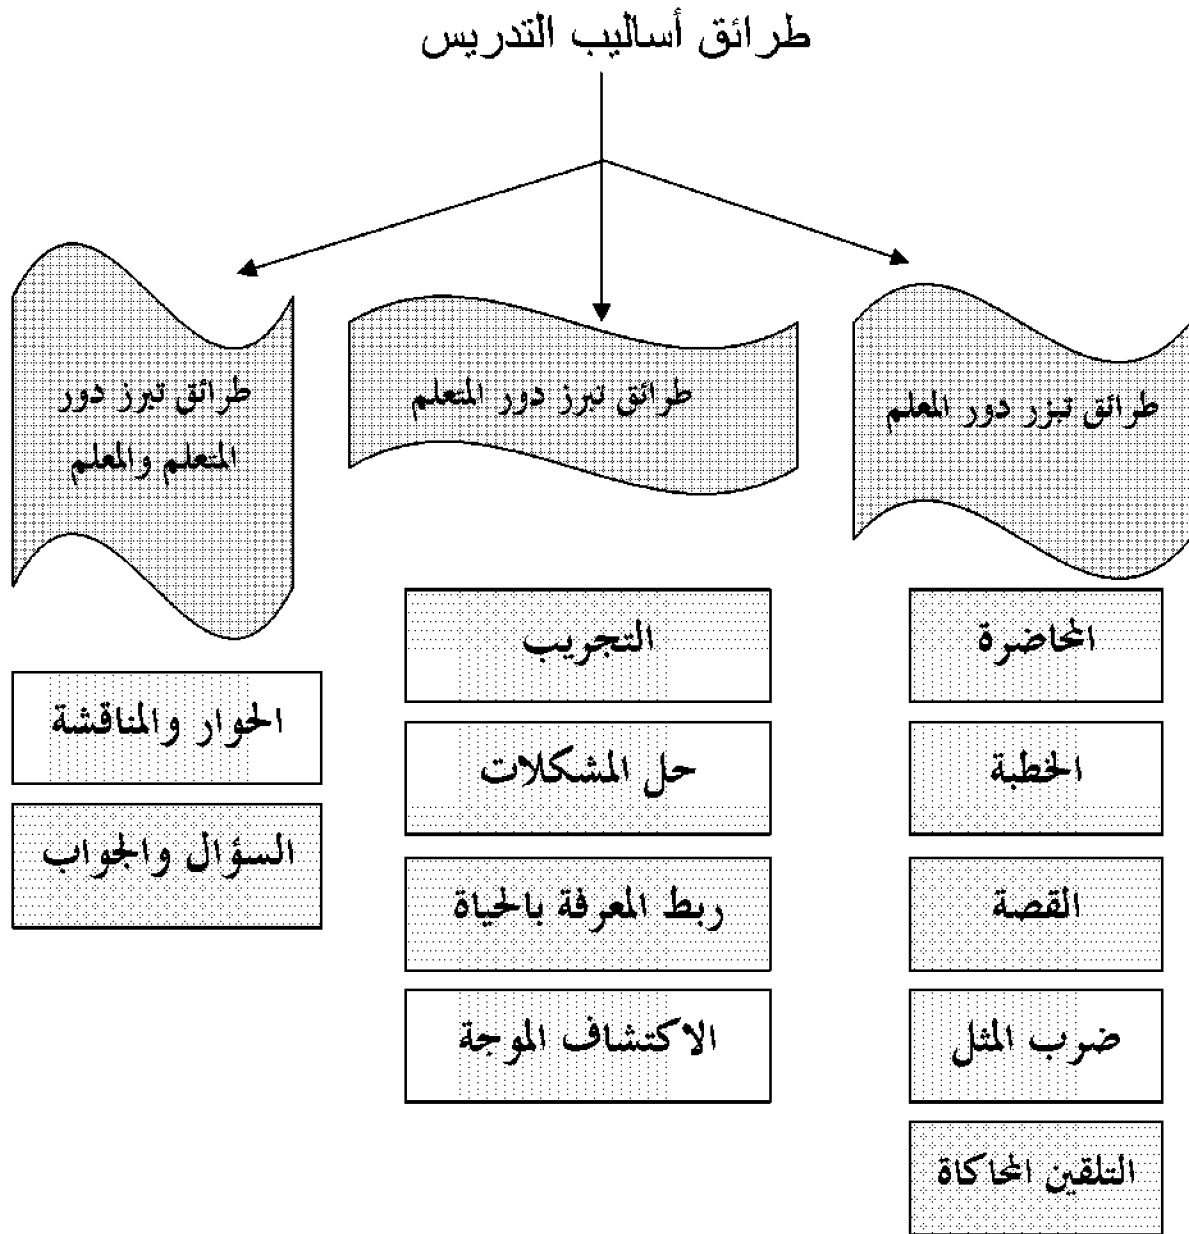 طرائق أساليب التدريس
طرائق تبزر دور المعلم
المحاضرة
الخطبة
القصة
ضرب المثل
التلقين المحاكاة
طرائق تبرز دور المتعلم
التجريب
حل المشكلات
ربط المعرفة بالحياة
الاكتشاف الموجة
طرائق تبرز دور
المتعلم والمعلم
الحوار والمناقشة
السؤال والجواب